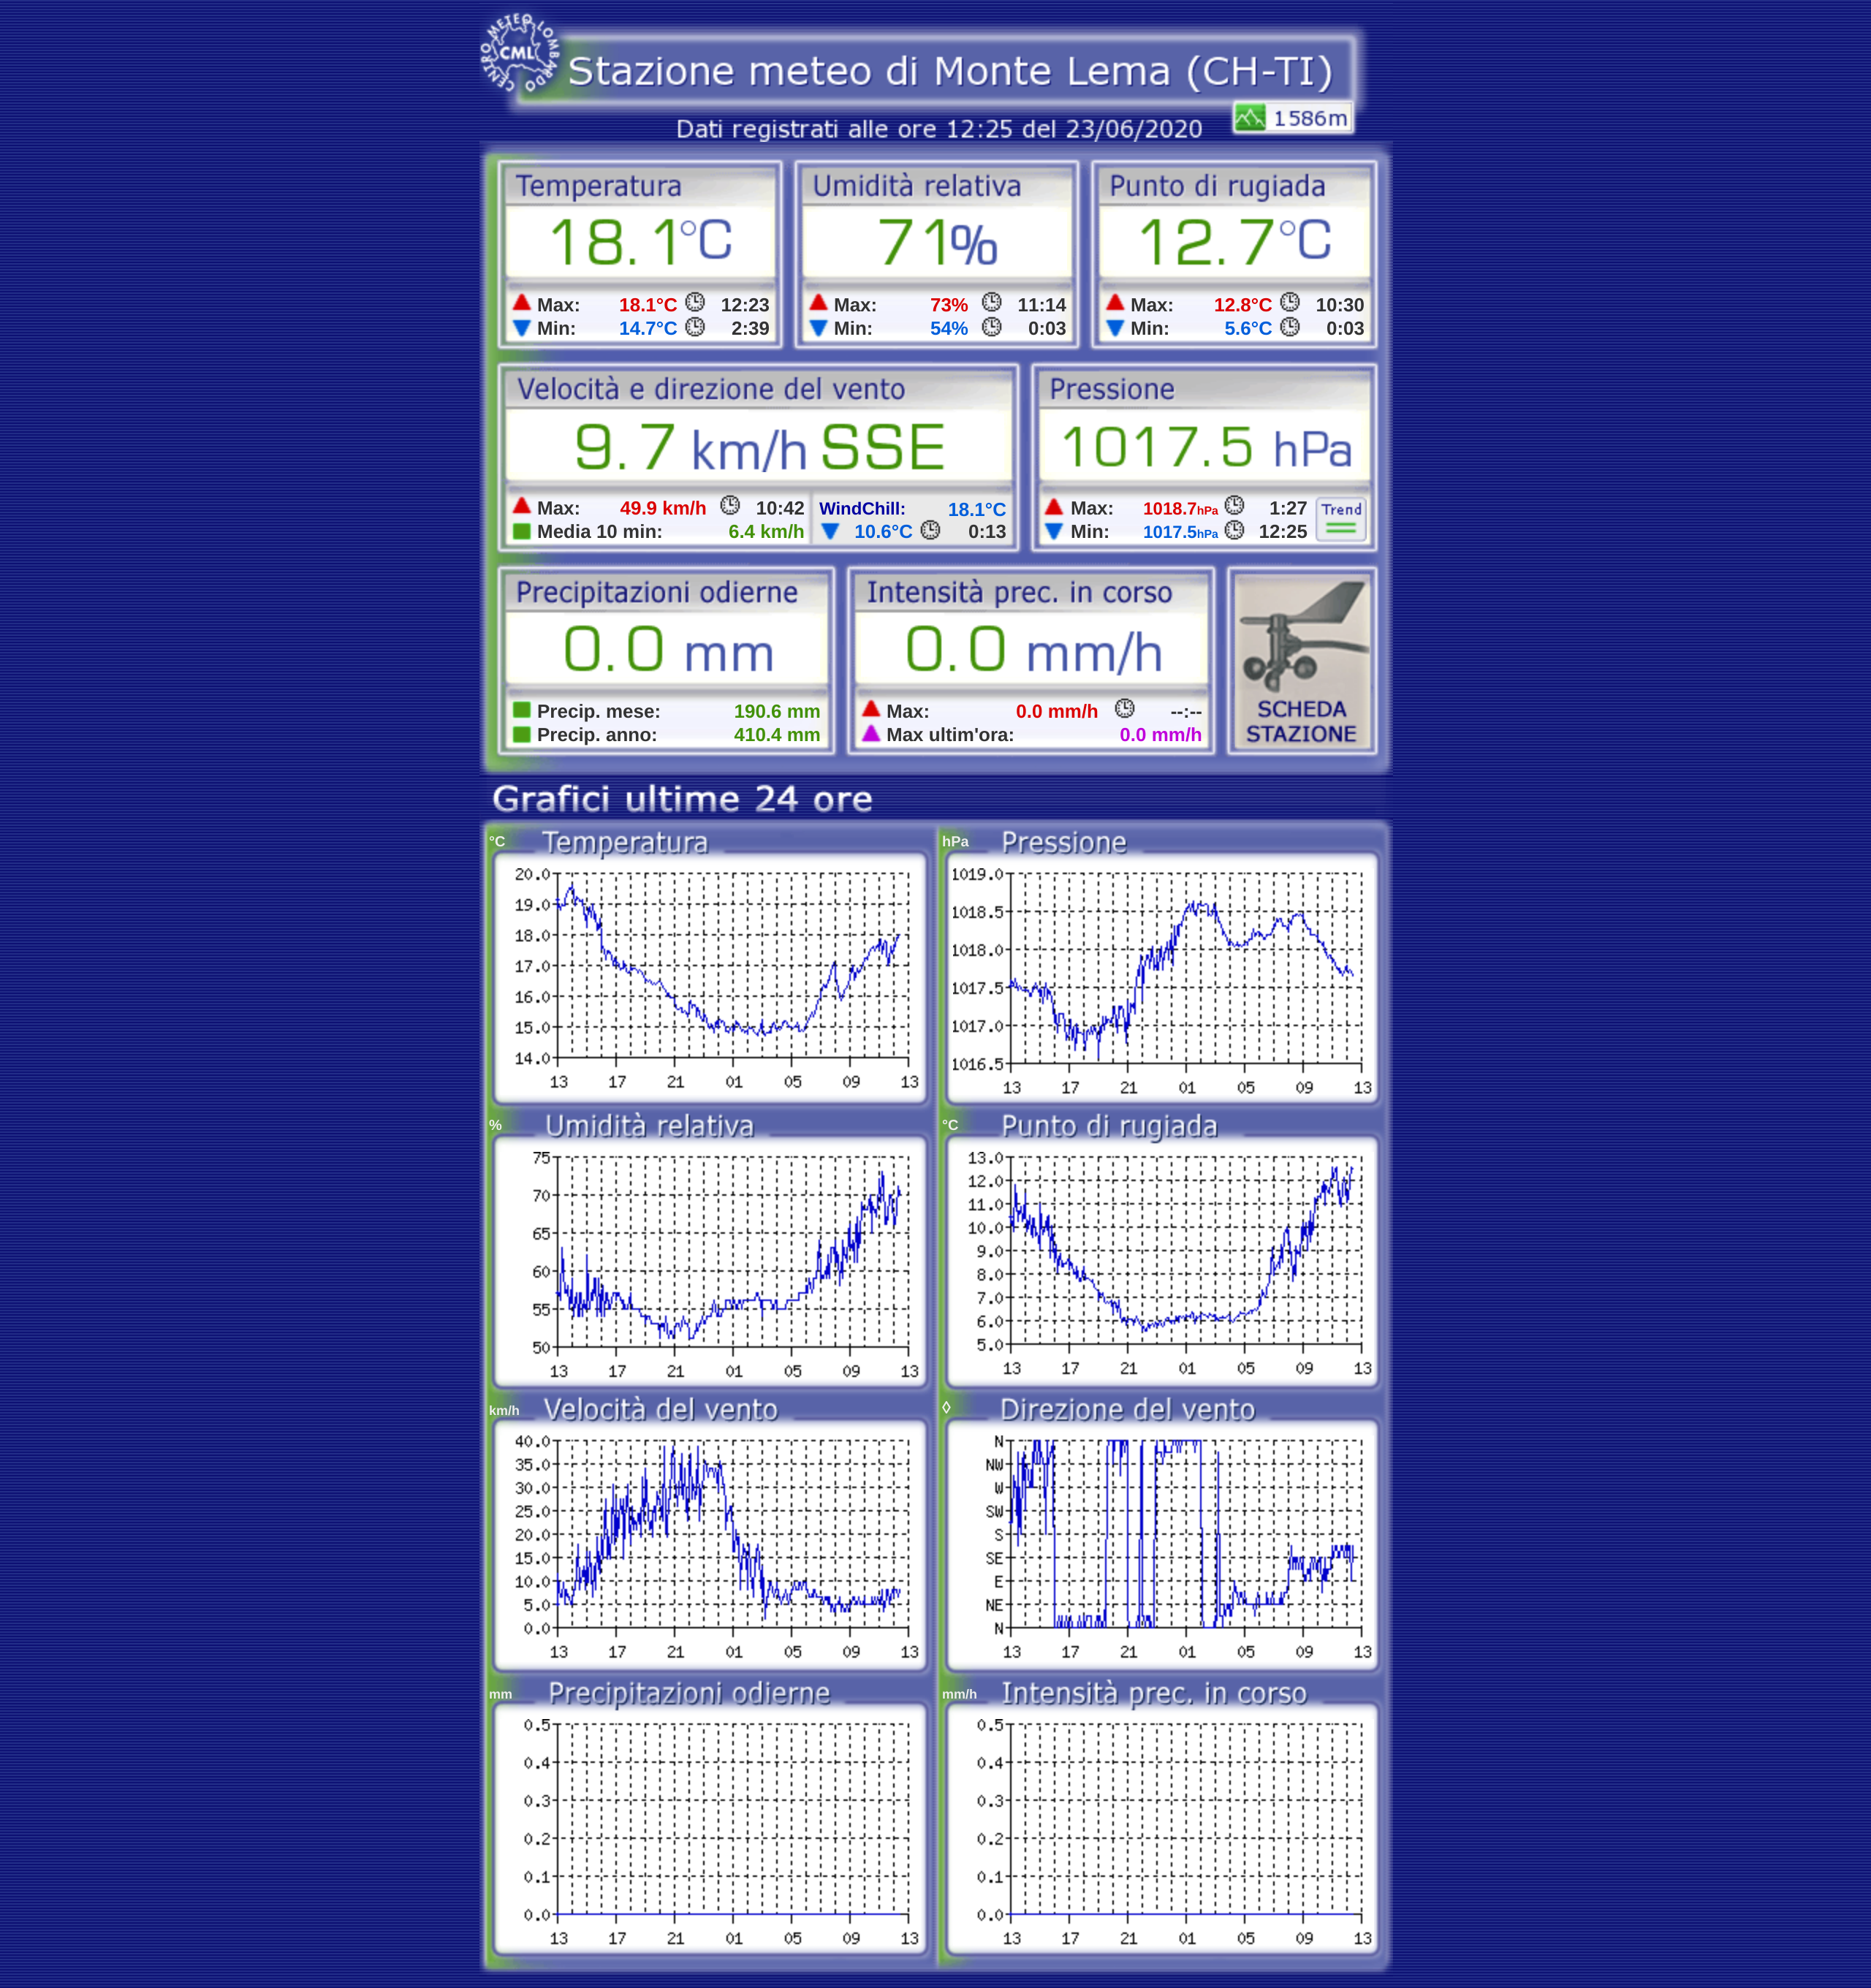 CENTRO METEO LOMBARDO
CML
Stazione meteo di Monte Lema (CH-TI)
1586m
Dati registrati alle ore 12:25 del 23/06/2020
Temperatura Umidità relativa Punto di rugiada
18.1°C 71% 12.7°C
Max: 18.1°C 12:23 Max: 73% 11:14 Max: 12.8°C 10:30
Min: 14.7°C 2:39 Min: 54% 0:03 Min: 5.6°C 0:03
Velocità e direzione del vento Pressione
9.7 km/h SSE 1017.5 hPa
Max: 49.9 km/h 10:42 WindChill: 18.1°C Max: 1018.7hPa 1:27 Trend
Media 10 min: 6.4 km/h 10.6°C 0:13 Min: 1017.5hPa 12:25
Precipitazioni odierne Intensità prec. in corso
0.0 mm 0.0 mm/h
Precip. mese: 190.6 mm Max: 0.0 mm/h --:-- SCHEDA
Precip. anno: 410.4 mm Max ultim'ora: 0.0 mm/h STAZIONE
Grafici ultime 24 ore
°C Temperatura
20.0
19.0
18.0
17.0
16.0
15.0
14.0
13 17 21 01 05 09 13
hPa Pressione
1019.0
1018.5
1018.0
1017.5
1017.0
1016.5
13 17 21 01 05 09 13
% Umidità relativa
75
70
65
60
55
50
13 17 21 01 05 09 13
°C Punto di rugiada
13.0
12.0
11.0
10.0
9.0
8.0
7.0
6.0
5.0
13 17 21 01 05 09 13
km/h Velocità del vento
40.0
35.0
30.0
25.0
20.0
15.0
10.0
5.0
0.0
13 17 21 01 05 09 13
◊ Direzione del vento
N
NW
W
SW
S
SE
E
NE
N
13 17 21 01 05 09 13
mm Precipitazioni odierne
0.5
0.4
0.3
0.2
0.1
0.0
13 17 21 01 05 09 13
mm/h Intensità prec. in corso
0.5
0.4
0.3
0.2
0.1
0.0
13 17 21 01 05 09 13